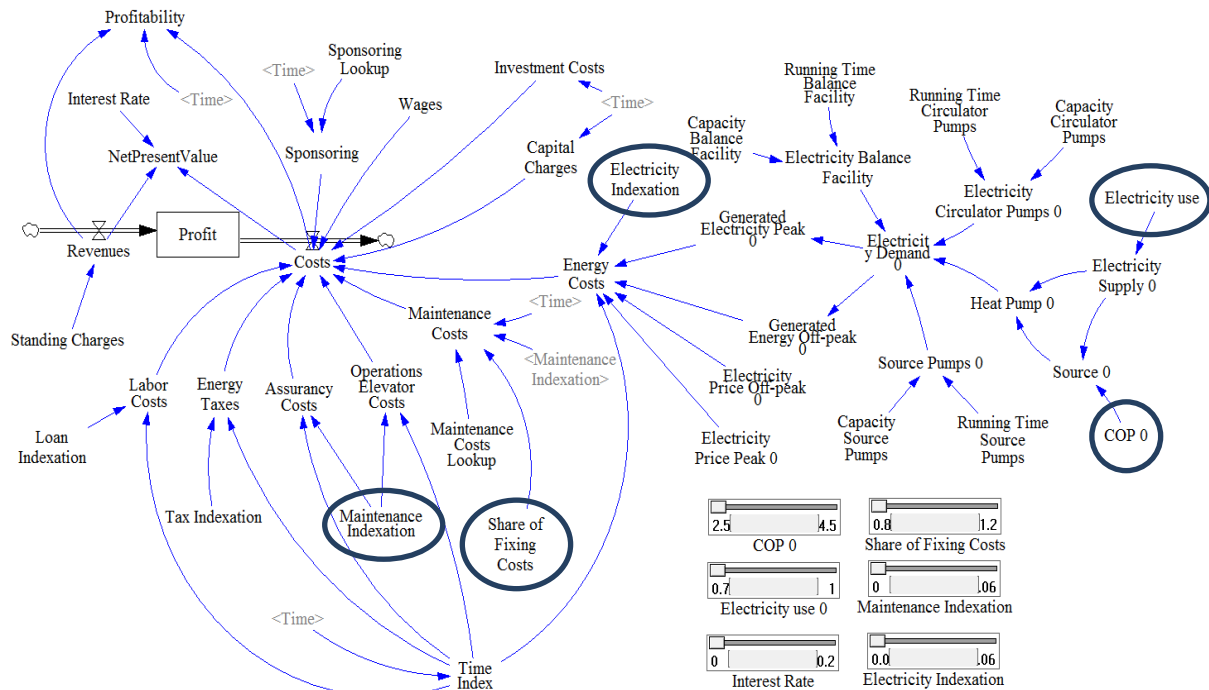 Profitability
<Time>
Sponsoring
Lookup
Investment Costs
Running Time
Balance
Facility
Interest Rate
<Time>
Wages
<Time>
Running Time
Circulator
Pumps
Capacity
Circulator
Pumps
Capacity
Balance
Facility
NetPresentValue
Sponsoring
Capital
Charges
Electricity Balance
Facility
Electricity
Indexation
Electricity
Circulator Pumps 0
Electricity use
Generated
Electricity Peak
0
Profit
Revenues
Costs
Energy
Costs
Electricit
y Demand
0
Electricity
Supply 0
<Time>
Heat Pump 0
Maintenance
Costs
Generated
Energy Off-peak
0
Standing Charges
<Maintenance
Indexation>
Source Pumps 0
Source 0
Labor
Costs
Energy
Taxes
Assurancy
Costs
Operations
Elevator
Costs
Electricity
Price Off-peak
0
Loan
Indexation
Maintenance
Costs
Lookup
Electricity
Price Peak 0
Capacity
Source
Pumps
Running Time
Source
Pumps
COP 0
Tax Indexation
Maintenance
Indexation
Share of
Fixing
Costs
2.5 4.5
COP 0
0.8 1.2
Share of Fixing Costs
0.7 1
Electricity use 0
0 .06
Maintenance Indexation
<Time>
Time
Index
0 0.2
Interest Rate
0.0 .06
Electricity Indexation